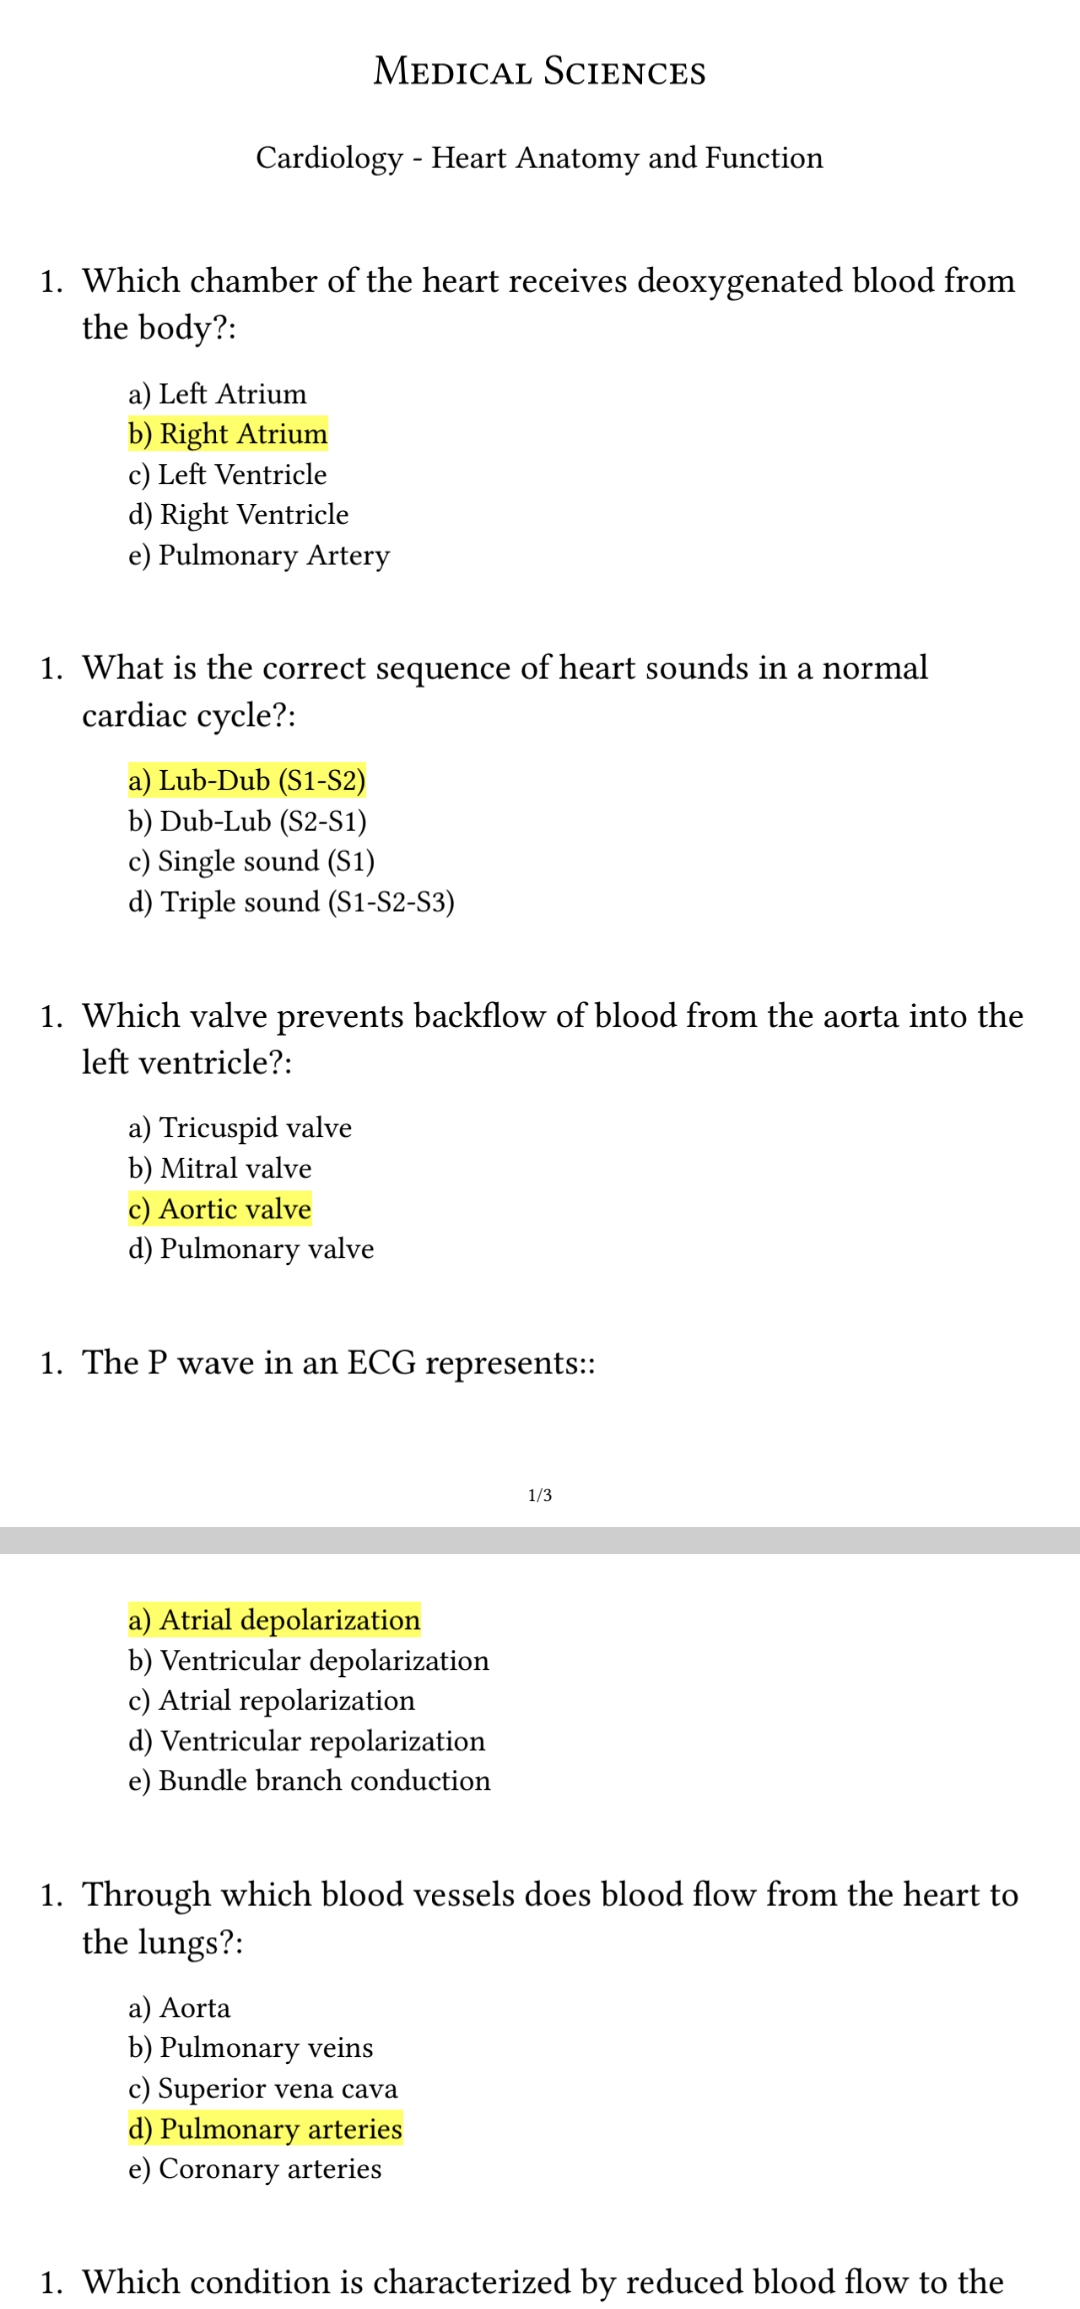 Medical Sciences
Cardiology - Heart Anatomy and Function
1. Which chamber of the heart receives deoxygenated blood from
the body?:
a) Left Atrium
b) Right Atrium
c) Left Ventricle
d) Right Ventricle
e) Pulmonary Artery
1. What is the correct sequence of heart sounds in a normal
cardiac cycle?:
a) Lub-Dub (S1-S2)
b) Dub-Lub (S2-S1)
c) Single sound (S1)
d) Triple sound (S1-S2-S3)
1. Which valve prevents backflow of blood from the aorta into the
left ventricle?:
a) Tricuspid valve
b) Mitral valve
c) Aortic valve
d) Pulmonary valve
1. The P wave in an ECG represents::
1/3
a) Atrial depolarization
b) Ventricular depolarization
c) Atrial repolarization
d) Ventricular repolarization
e) Bundle branch conduction
1. Through which blood vessels does blood flow from the heart to
the lungs?:
a) Aorta
b) Pulmonary veins
c) Superior vena cava
d) Pulmonary arteries
e) Coronary arteries
1. Which condition is characterized by reduced blood flow to the